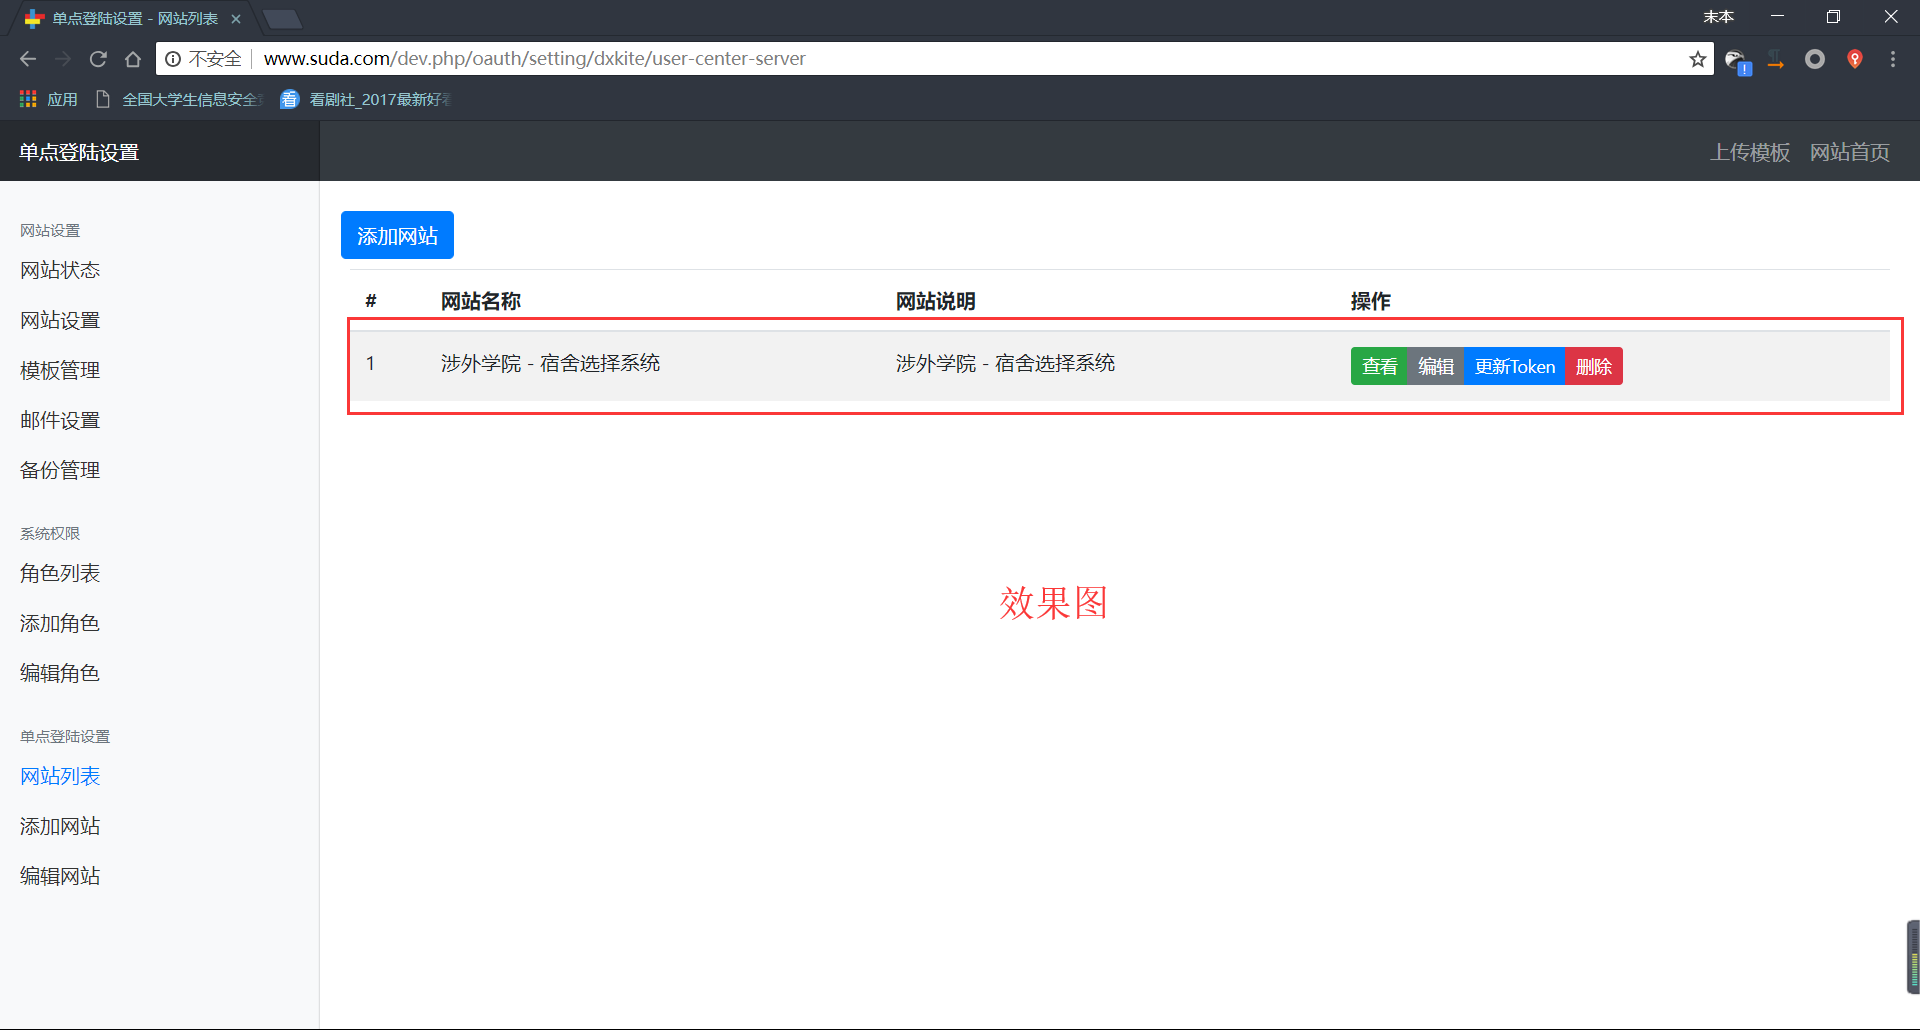 单点登陆设置 - 网站列表
末本
不安全
www.suda.com/dev.php/oauth/setting/dxkite/user-center-server
应用
全国大学生信息安全
看
看剧社_2017最新好
单点登陆设置
上传模板
网站首页
网站设置
网站状态
网站设置
模板管理
邮件设置
备份管理
系统权限
角色列表
添加角色
编辑角色
单点登陆设置
网站列表
添加网站
编辑网站
添加网站
# 网站名称 网站说明 操作
1 涉外学院 - 宿舍选择系统 涉外学院 - 宿舍选择系统 查看 编辑 更新Token 删除
效果图